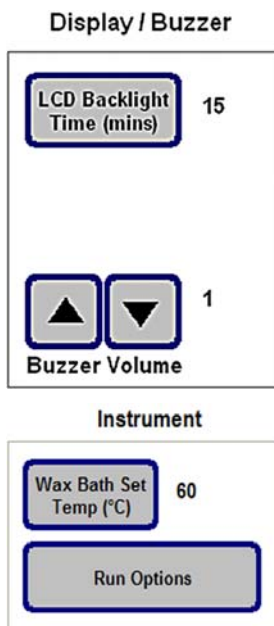 Display / Buzzer
LCD Backlight
Time (mins)
15
1
Buzzer Volume
Instrument
Wax Bath Set
Temp (°C)
60
Run Options